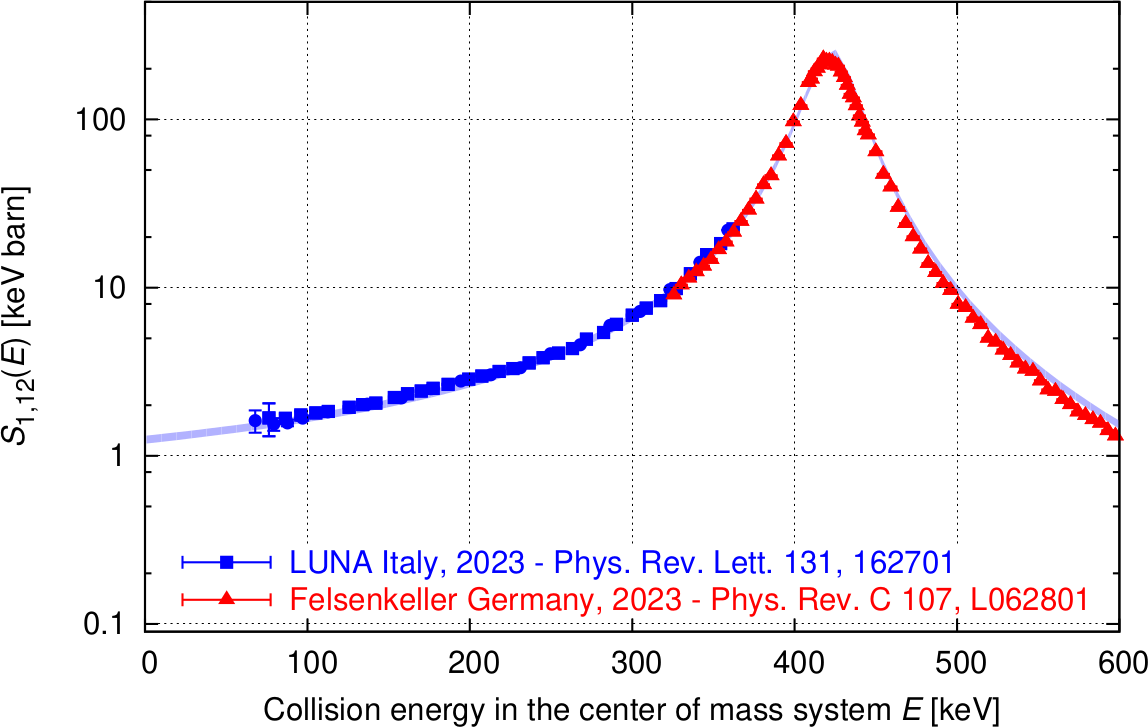 S1,12(E) [keV barn]
100
10
1
0.1
LUNA Italy, 2023 - Phys. Rev. Lett. 131, 162701
Felsenkeller Germany, 2023 - Phys. Rev. C 107, L062801
0 100 200 300 400 500 600
Collision energy in the center of mass system E [keV]